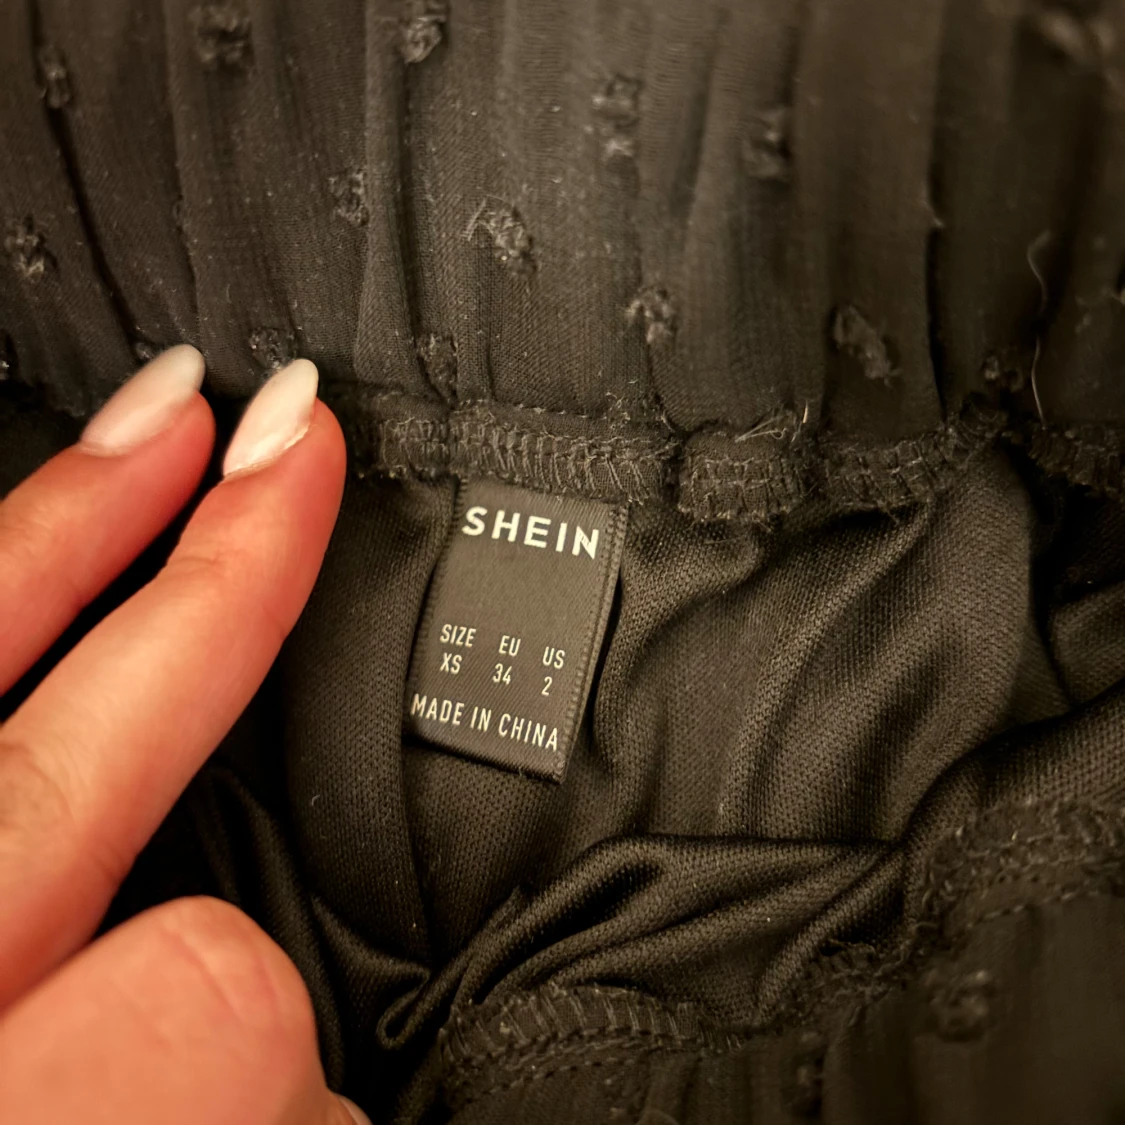 SHEIN
SIZE EU US
XS 34 2
MADE IN CHINA